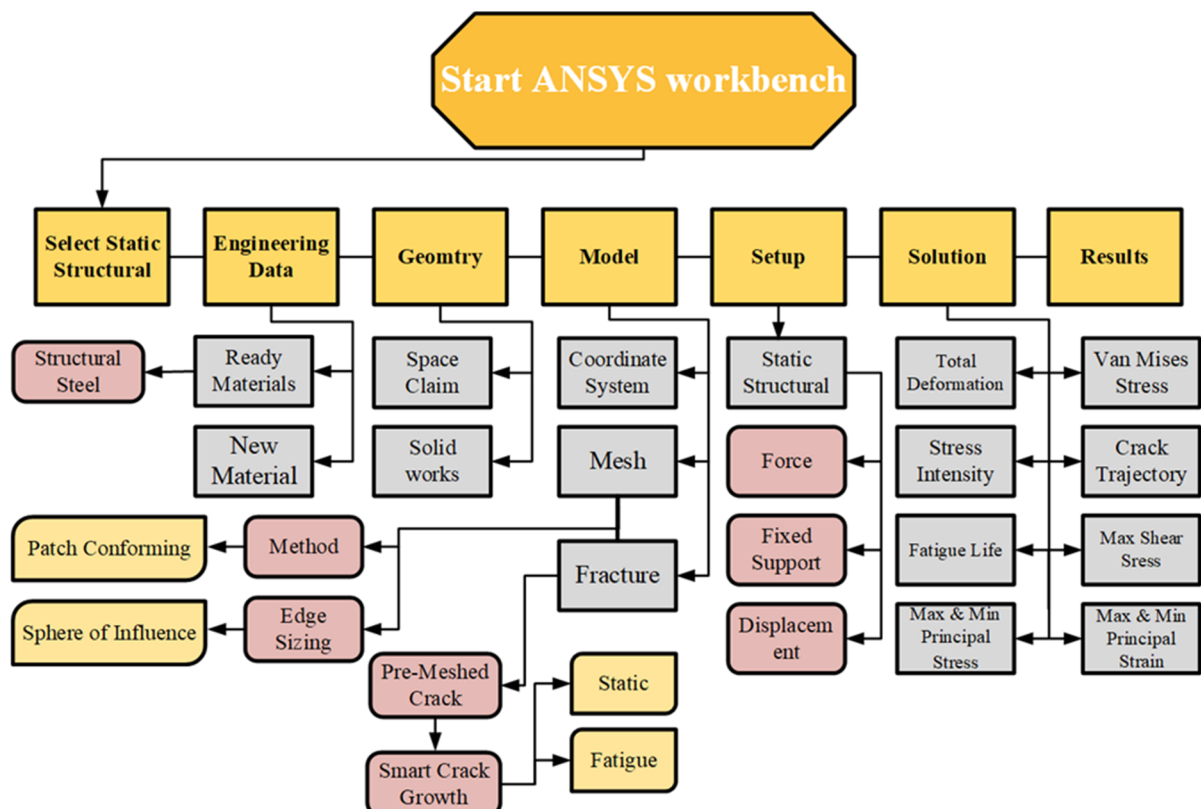 Start ANSYS workbench
Select Static
Structural
Engineering
Data
Geomtry
Model
Setup
Solution
Results
Structural
Steel
Ready
Materials
Space
Claim
Coordinate
System
Static
Structural
Total
Deformation
Van Mises
Stress
New
Material
Solid
works
Mesh
Force
Stress
Intensity
Crack
Trajectory
Patch Conforming
Method
Fracture
Fixed
Support
Fatigue Life
Max Shear
Sress
Sphere of Influence
Edge
Sizing
Displacem
ent
Max & Min
Principal
Stress
Max & Min
Principal
Strain
Pre-Meshed
Crack
Static
Smart Crack
Growth
Fatigue